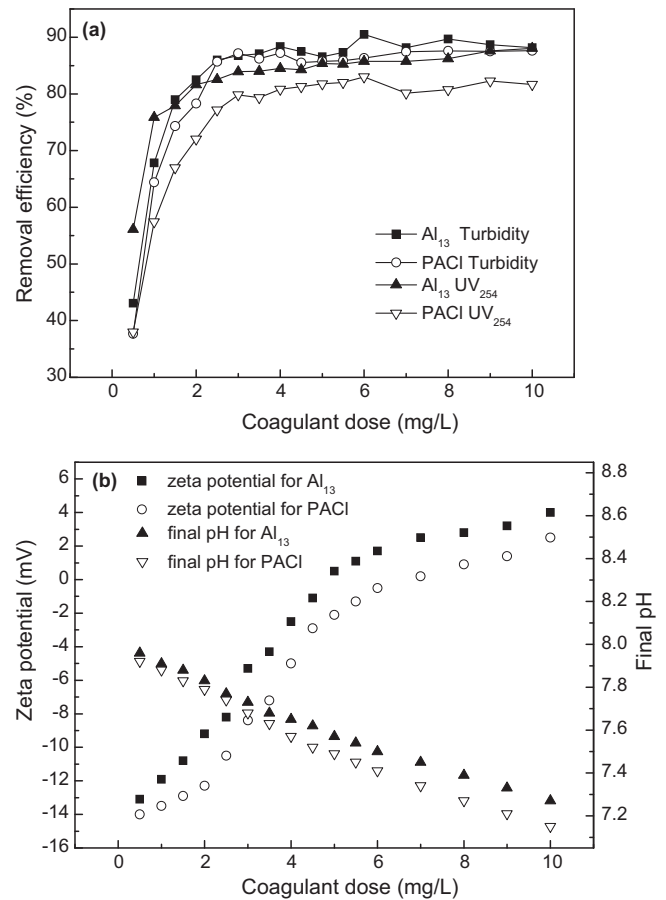 (a)
90
80
70
60
50
40
30
Removal efficiency (%)
Al13 Turbidity
PACl Turbidity
Al13 UV254
PACl UV254
0 2 4 6 8 10
Coagulant dose (mg/L)
(b)
zeta potential for Al13
zeta potential for PACl
final pH for Al13
final pH for PACl
6
4
2
0
-2
-4
-6
-8
-10
-12
-14
-16
Zeta potential (mV)
8.8
8.6
8.4
8.2
8.0
7.8
7.6
7.4
7.2
Final pH
0 2 4 6 8 10
Coagulant dose (mg/L)